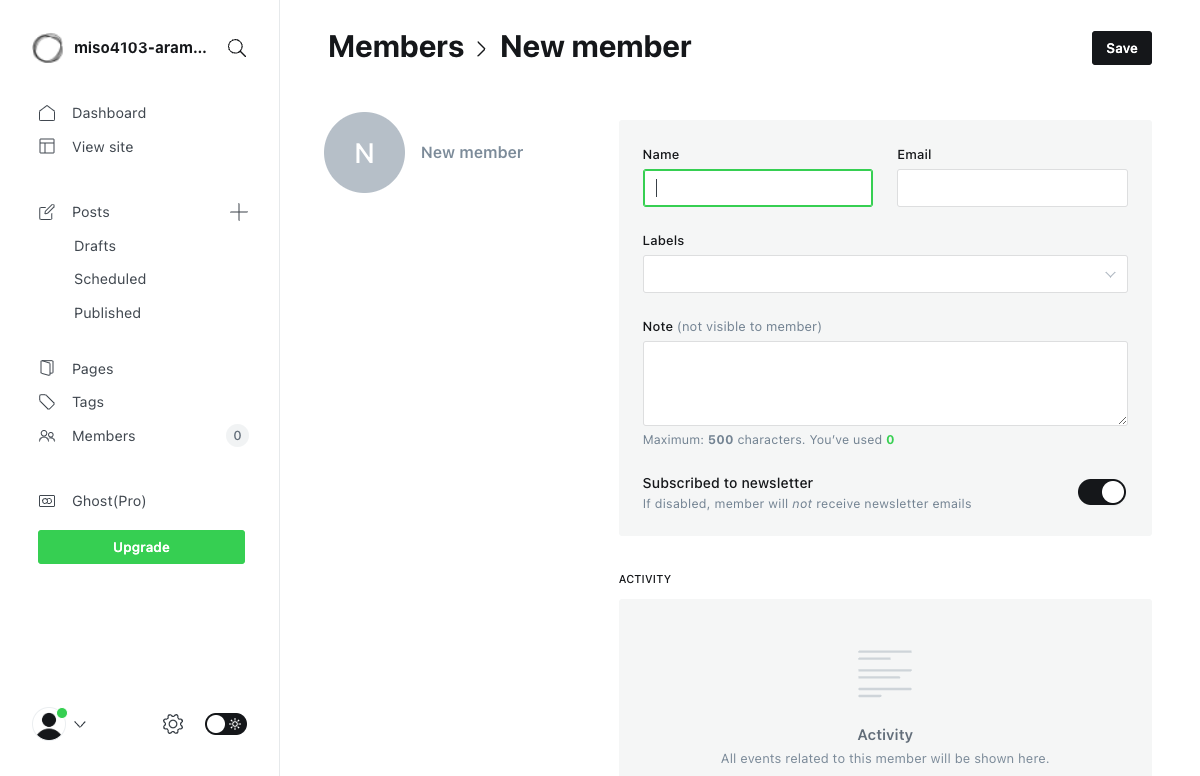 miso4103-aram...
Members > New member
Save
Dashboard
View site
Posts
Drafts
Scheduled
Published
Pages
Tags
Members
0
Ghost(Pro)
Upgrade
N
New member
Name
Email
Labels
Note (not visible to member)
Maximum: 500 characters. You've used 0
Subscribed to newsletter
If disabled, member will not receive newsletter emails
ACTIVITY
Activity
All events related to this member will be shown here.